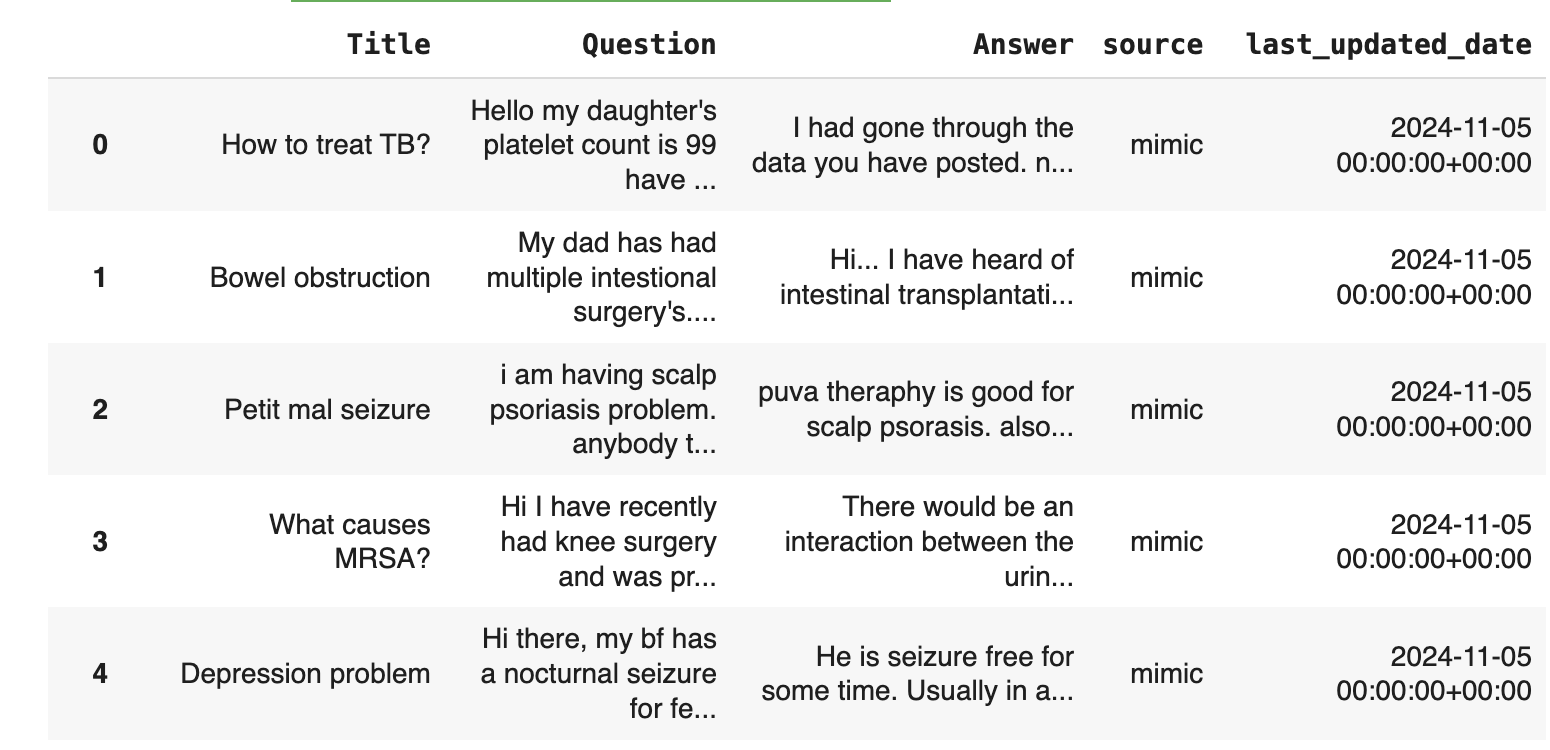 Title Question Answer source last_updated_date
0 How to treat TB? Hello my daughter's platelet count is 99 have ... I had gone through the data you have posted. n... mimic 2024-11-05 00:00:00+00:00
1 Bowel obstruction My dad has had multiple intestional surgery's.... Hi... I have heard of intestinal transplantati... mimic 2024-11-05 00:00:00+00:00
2 Petit mal seizure i am having scalp psoriasis problem. anybody t... puva theraphy is good for scalp psorasis. also... mimic 2024-11-05 00:00:00+00:00
3 What causes MRSA? Hi I have recently had knee surgery and was pr... There would be an interaction between the urin... mimic 2024-11-05 00:00:00+00:00
4 Depression problem Hi there, my bf has a nocturnal seizure for fe... He is seizure free for some time. Usually in a... mimic 2024-11-05 00:00:00+00:00